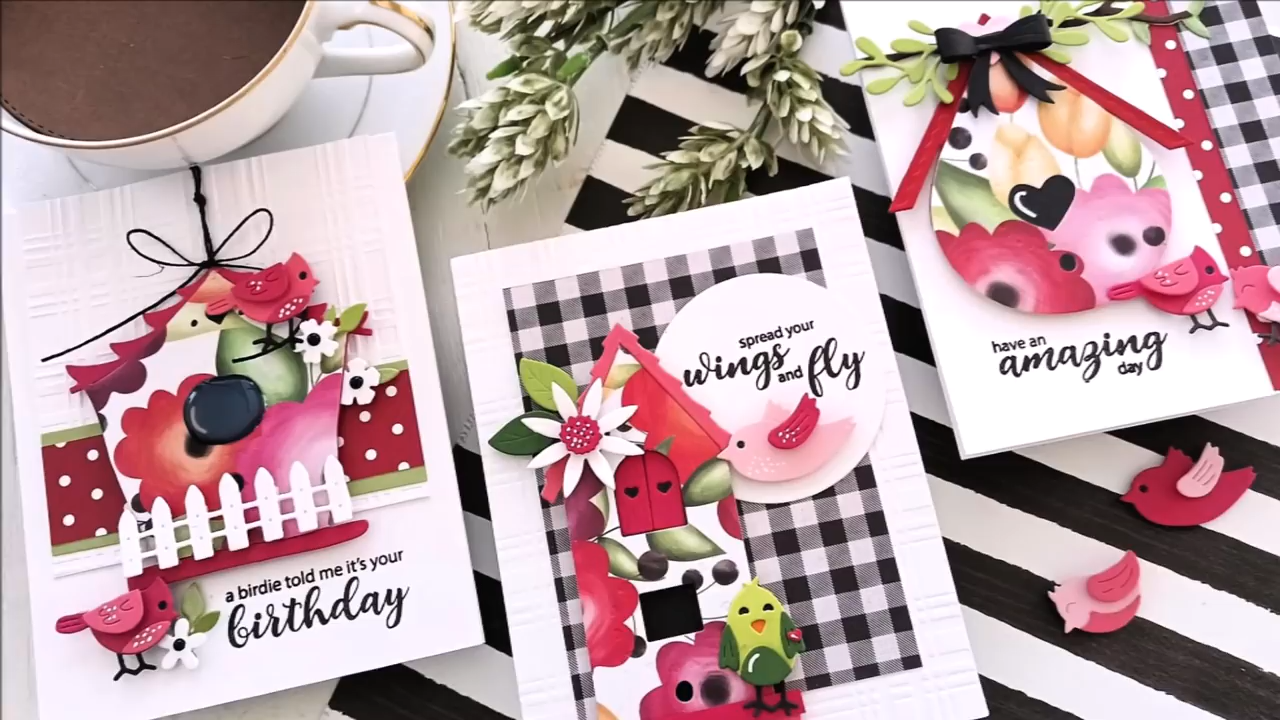 a birdie told me it's your
birthday
spread your
wings and fly
have an
amazing
day